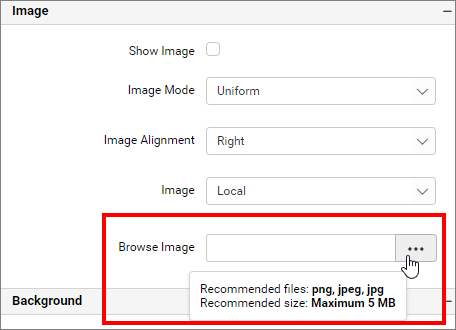 Image
Show Image
Image Mode Uniform
Image Alignment Right
Image Local
Browse Image ...
Recommended files: png, jpeg, jpg
Recommended size: Maximum 5 MB
Background